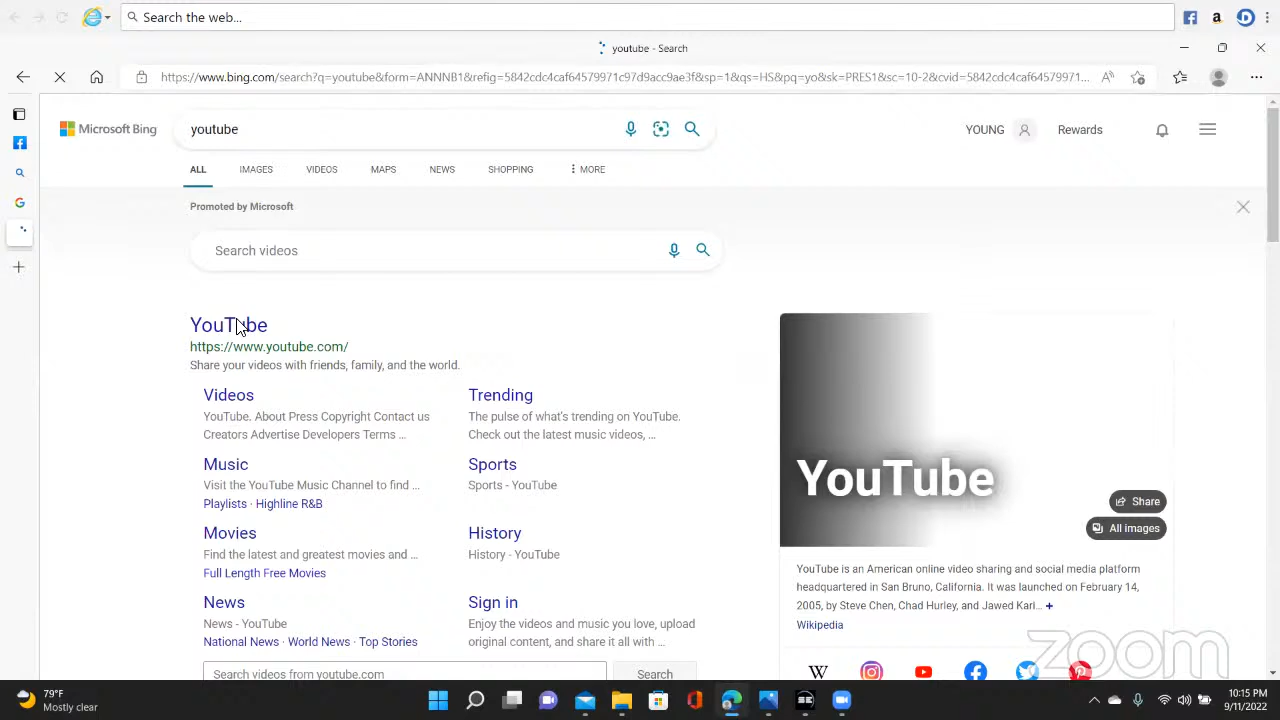 Search the web...
youtube - Search
https://www.bing.com/search?q=youtube&form=ANNNB1&refig=5842cdc4caf64579971c97d9acc9ae3f&sp=1&qs=HS&pq=yo&sk=PRES1&sc=10-2&cvid=5842cdc4caf64579971...
Microsoft Bing
youtube
YOUNG
Rewards
ALL IMAGES VIDEOS MAPS NEWS SHOPPING MORE
Promoted by Microsoft
Search videos
YouTube
https://www.youtube.com/
Share your videos with friends, family, and the world.
Videos
YouTube. About Press Copyright Contact us
Creators Advertise Developers Terms ...
Trending
The pulse of what's trending on YouTube.
Check out the latest music videos, ...
Music
Visit the YouTube Music Channel to find ...
Playlists · Highline R&B
Sports
Sports - YouTube
Movies
Find the latest and greatest movies and ...
Full Length Free Movies
History
History - YouTube
News
News - YouTube
National News · World News · Top Stories
Sign in
Enjoy the videos and music you love, upload
original content, and share it all with ...
Search videos from youtube.com
Search
YouTube
Share
All images
YouTube is an American online video sharing and social media platform
headquartered in San Bruno, California. It was launched on February 14,
2005, by Steve Chen, Chad Hurley, and Jawed Kari... +
Wikipedia
zoom
79°F
Mostly clear
10:15 PM
9/11/2022